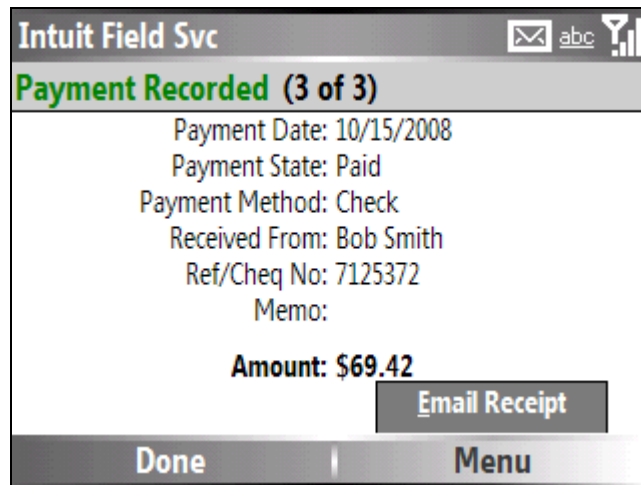 Intuit Field Svc abc
Payment Recorded (3 of 3)
Payment Date: 10/15/2008
Payment State: Paid
Payment Method: Check
Received From: Bob Smith
Ref/Cheq No: 7125372
Memo:
Amount: $69.42
Email Receipt
Done Menu